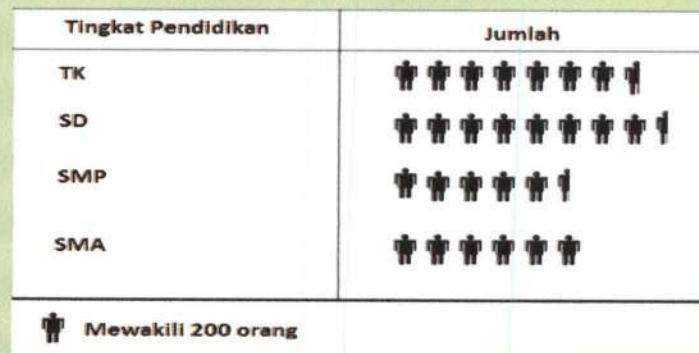 Tingkat Pendidikan Jumlah
TK
SD
SMP
SMA
Mewakili 200 orang